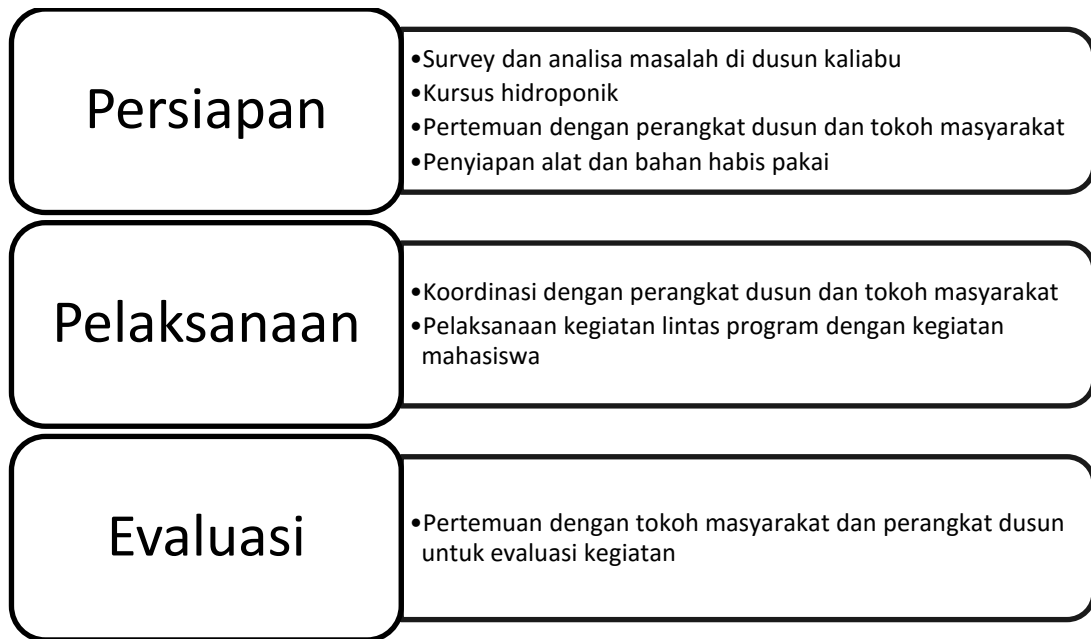 Persiapan
•Survey dan analisa masalah di dusun kaliabu
•Kursus hidroponik
•Pertemuan dengan perangkat dusun dan tokoh masyarakat
•Penyiapan alat dan bahan habis pakai
Pelaksanaan
•Koordinasi dengan perangkat dusun dan tokoh masyarakat
•Pelaksanaan kegiatan lintas program dengan kegiatan
mahasiswa
Evaluasi
•Pertemuan dengan tokoh masyarakat dan perangkat dusun
untuk evaluasi kegiatan